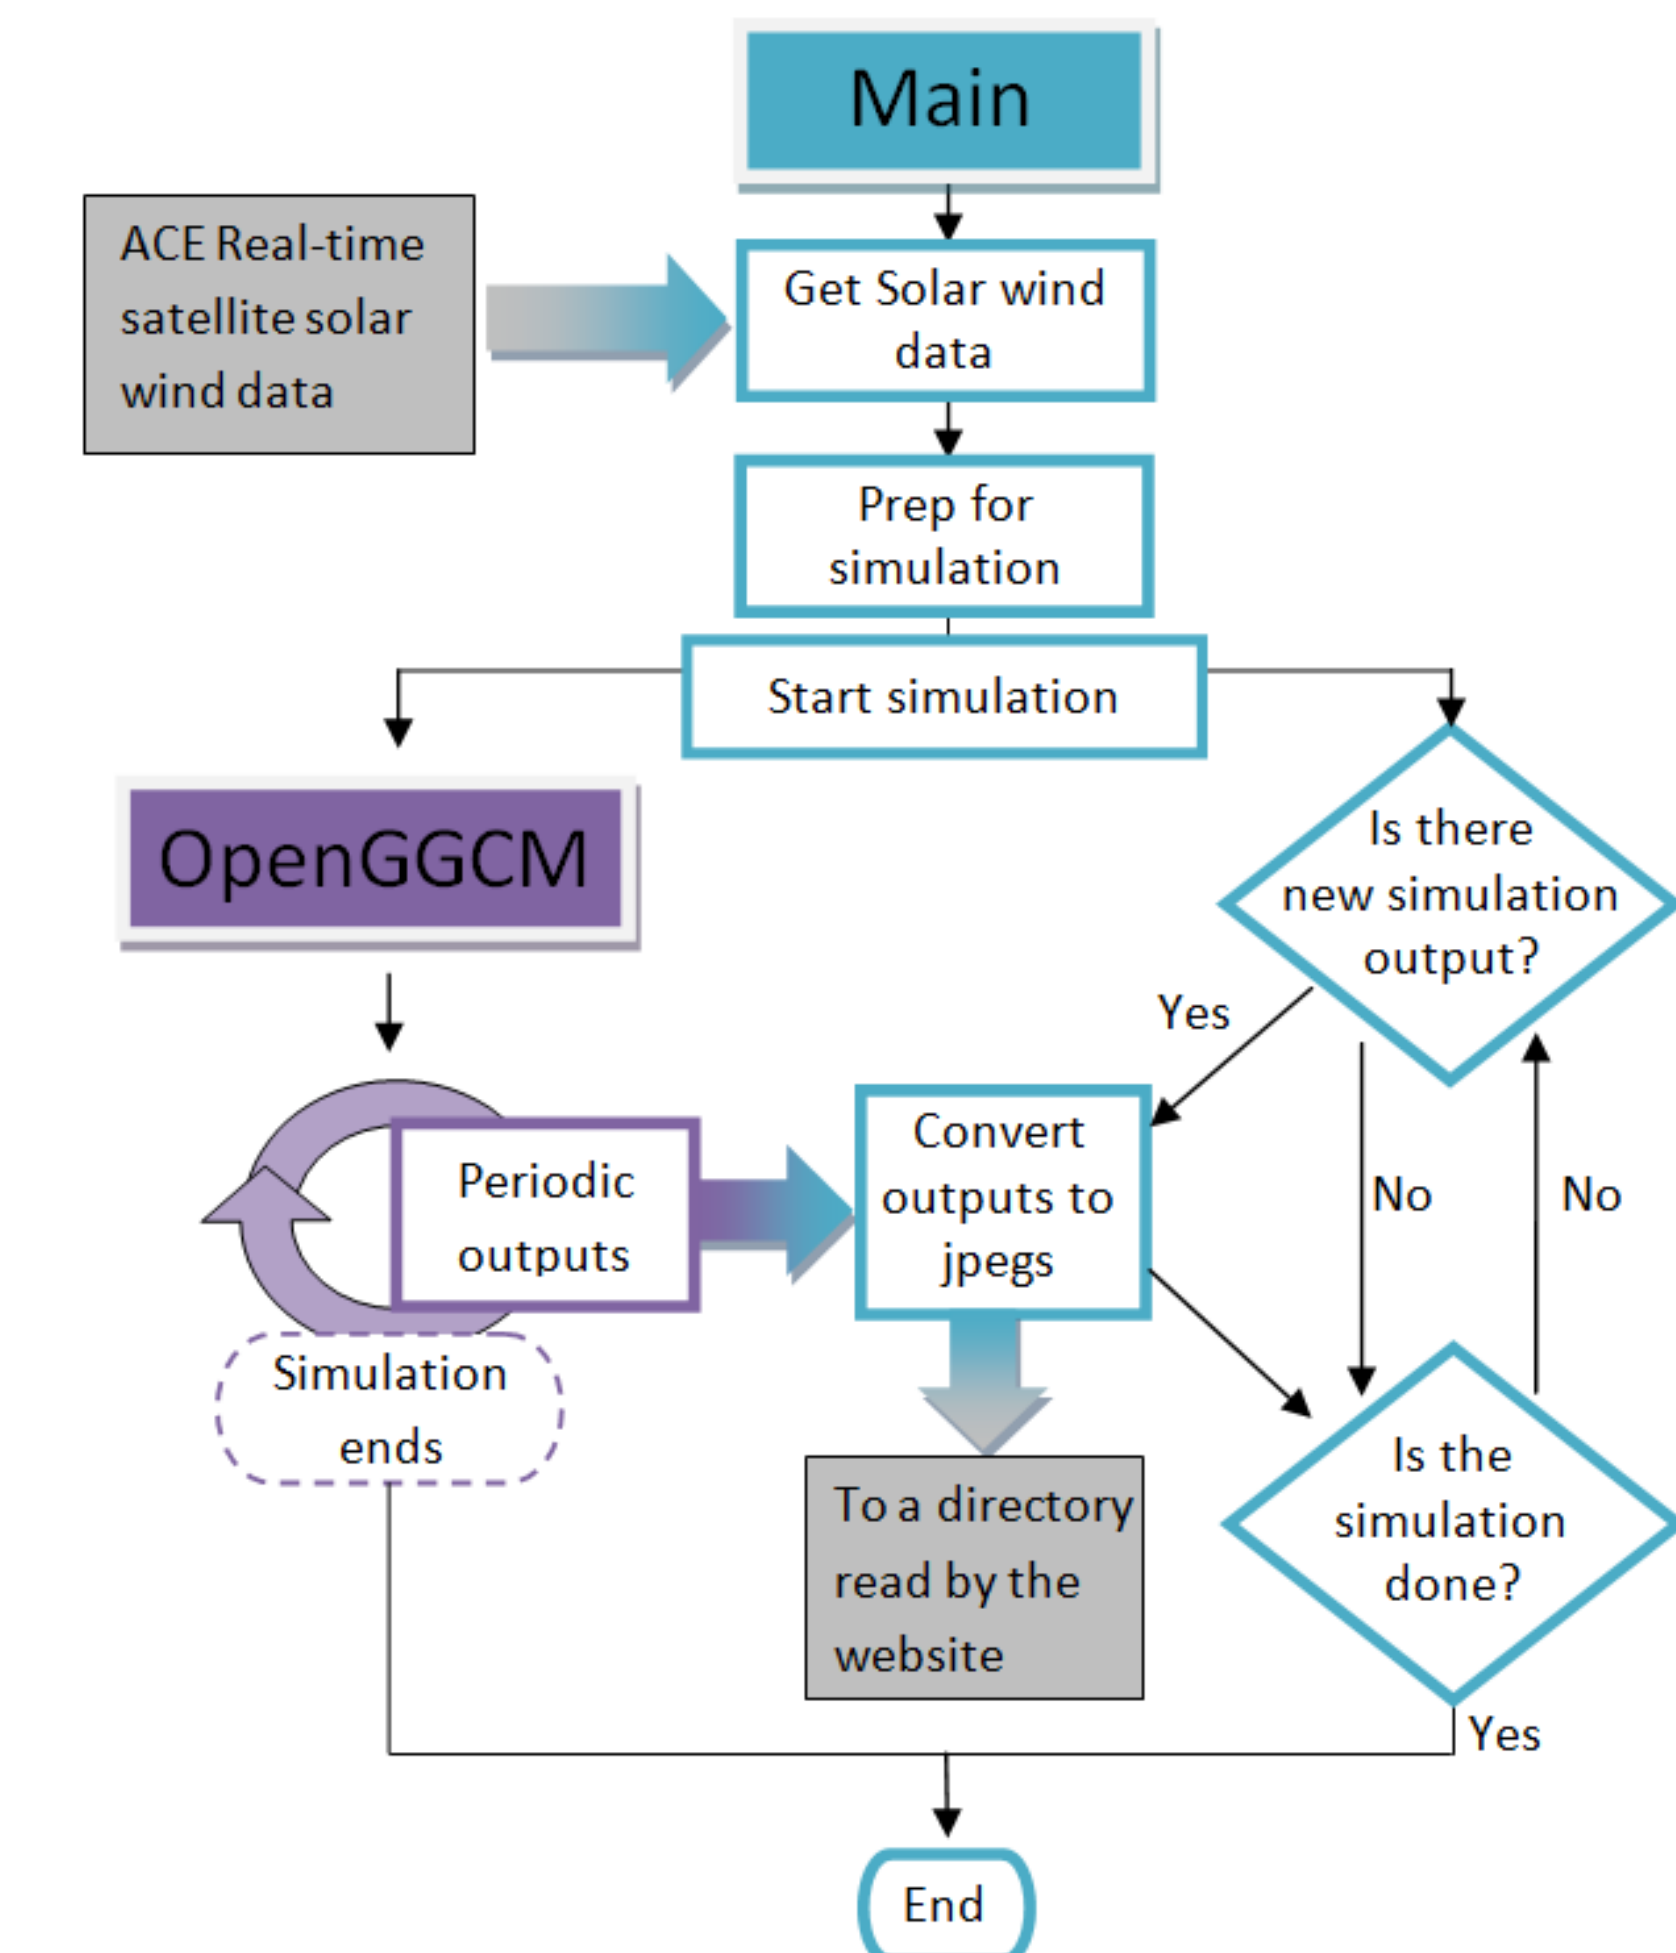 Main
ACE Real-time
satellite solar
wind data
Get Solar wind
data
Prep for
simulation
Start simulation
OpenGGCM
Is there
new simulation
output?
Yes
No
No
Periodic
outputs
Convert
outputs to
jpegs
Simulation
ends
To a directory
read by the
website
Is the
simulation
done?
Yes
End